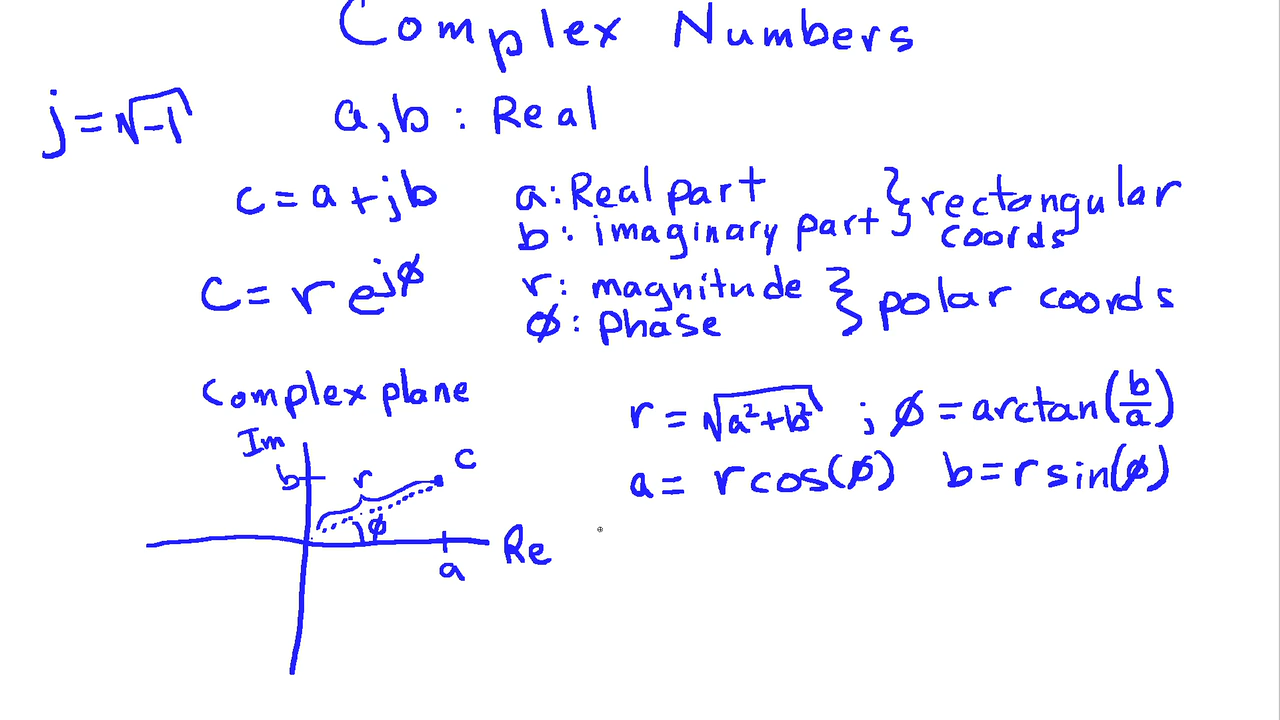 Complex Numbers
j = √-1 a, b : Real
c = a + jb a: Real part } rectangular coords
b: imaginary part
c = r e^{jφ} r: magnitude } polar coords
φ: phase
Complex plane
r = √a²+b² ; φ = arctan(b/a)
a = r cos(φ) b = r sin(φ)
Im
b r c
φ
Re
a